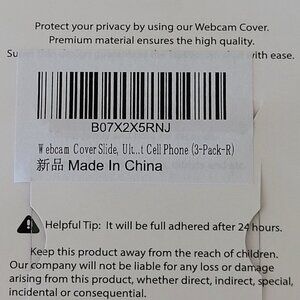 Protect your privacy by using our Webcam Cover.
Premium material ensures the high quality.
with ease.
B07X2X5RNJ
Webcam Cover Slide, Ult...t Cell Phone (3-Pack-R)
新品 Made In China
Helpful Tip: It will be full adhered after 24 hours.
Keep this product away from the reach of children.
Our company will not be liable for any loss or damage
arising from this product, whether direct, indirect, special,
incidental or consequential.